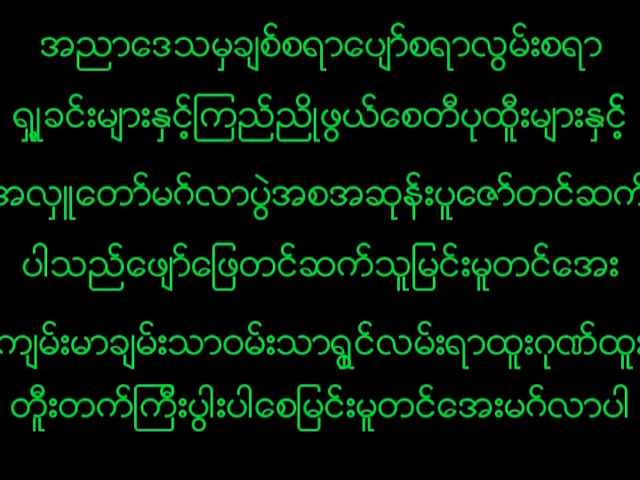 အညာဒေသမှချစ်စရာပျော်စရာလွမ်းစရာ
ရှု့ခင်းများနှင့်ကြည်ညိုဖွယ်စေတီပုထိူးများနှင့်
အလှူတော်မဂ်လာပွဲအစအဆုန်းပူဇော်တင်ဆက်
ပါသည်ဖျော်ဖြေတင်ဆက်သူမြင်းမူတင်အေး
ကျမ်းမာချမ်းသာဝမ်းသာရွှင်လမ်းရာထူးဂုဏ်ထူး
တိူးတက်ကြီးပွါးပါစေမြင်းမူတင်အေးမဂ်လာပါ